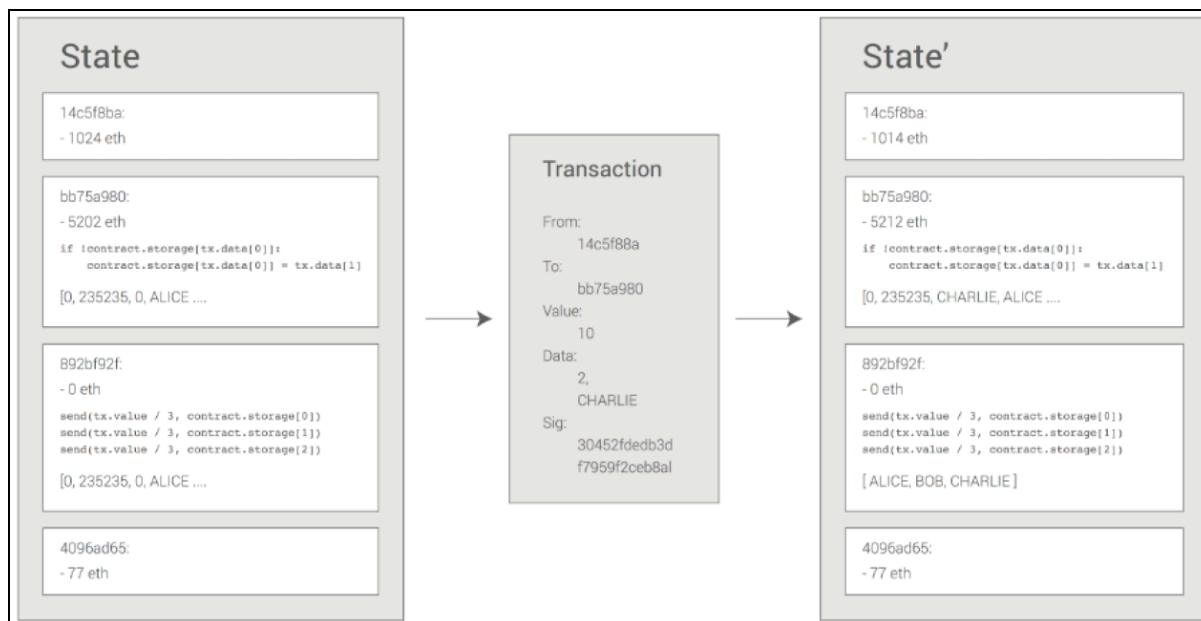 State
14c5f8ba:
- 1024 eth
bb75a980:
- 5202 eth
if !contract.storage[tx.data[0]]:
contract.storage[tx.data[0]] = tx.data[1]
[0, 235235, 0, ALICE ....
892bf92f:
- 0 eth
send(tx.value / 3, contract.storage[0])
send(tx.value / 3, contract.storage[1])
send(tx.value / 3, contract.storage[2])
[0, 235235, 0, ALICE ....
4096ad65:
- 77 eth
Transaction
From:
14c5f88a
To:
bb75a980
Value:
10
Data:
2,
CHARLIE
Sig:
30452fdedb3d
f7959f2ceb8al
State’
14c5f8ba:
- 1014 eth
bb75a980:
- 5212 eth
if !contract.storage[tx.data[0]]:
contract.storage[tx.data[0]] = tx.data[1]
[0, 235235, CHARLIE, ALICE ....
892bf92f:
- 0 eth
send(tx.value / 3, contract.storage[0])
send(tx.value / 3, contract.storage[1])
send(tx.value / 3, contract.storage[2])
[ ALICE, BOB, CHARLIE ]
4096ad65:
- 77 eth